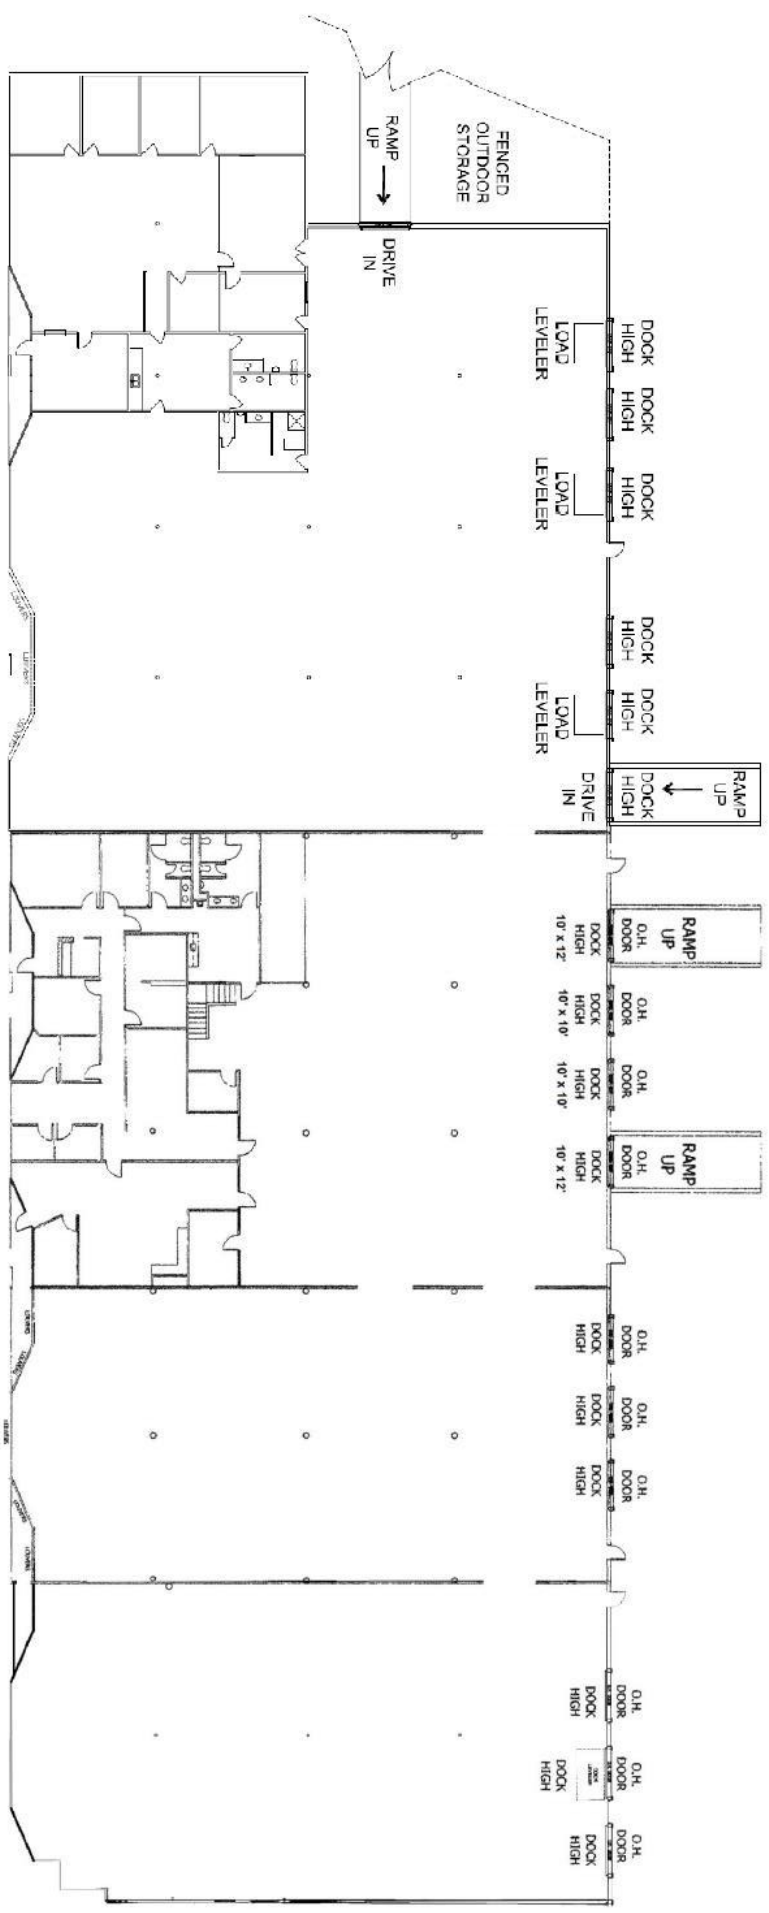 FENCED
OUTDOOR
STORAGE
RAMP
UP
DRIVE
IN
DOCK
HIGH
LOAD
LEVELER
DOCK
HIGH
DOCK
HIGH
LOAD
LEVELER
DOCK
HIGH
DOCK
HIGH
LOAD
LEVELER
RAMP
UP
DOCK
HIGH
DRIVE
IN
RAMP
UP
O.H.
DOOR
DOCK
HIGH
10' x 12'
O.H.
DOOR
DOCK
HIGH
10' x 10'
O.H.
DOOR
DOCK
HIGH
10' x 10'
RAMP
UP
O.H.
DOOR
DOCK
HIGH
10' x 12'
O.H.
DOOR
DOCK
HIGH
O.H.
DOOR
DOCK
HIGH
O.H.
DOOR
DOCK
HIGH
O.H.
DOOR
DOCK
HIGH
O.H.
DOOR
DOCK
HIGH
O.H.
DOOR
DOCK
HIGH